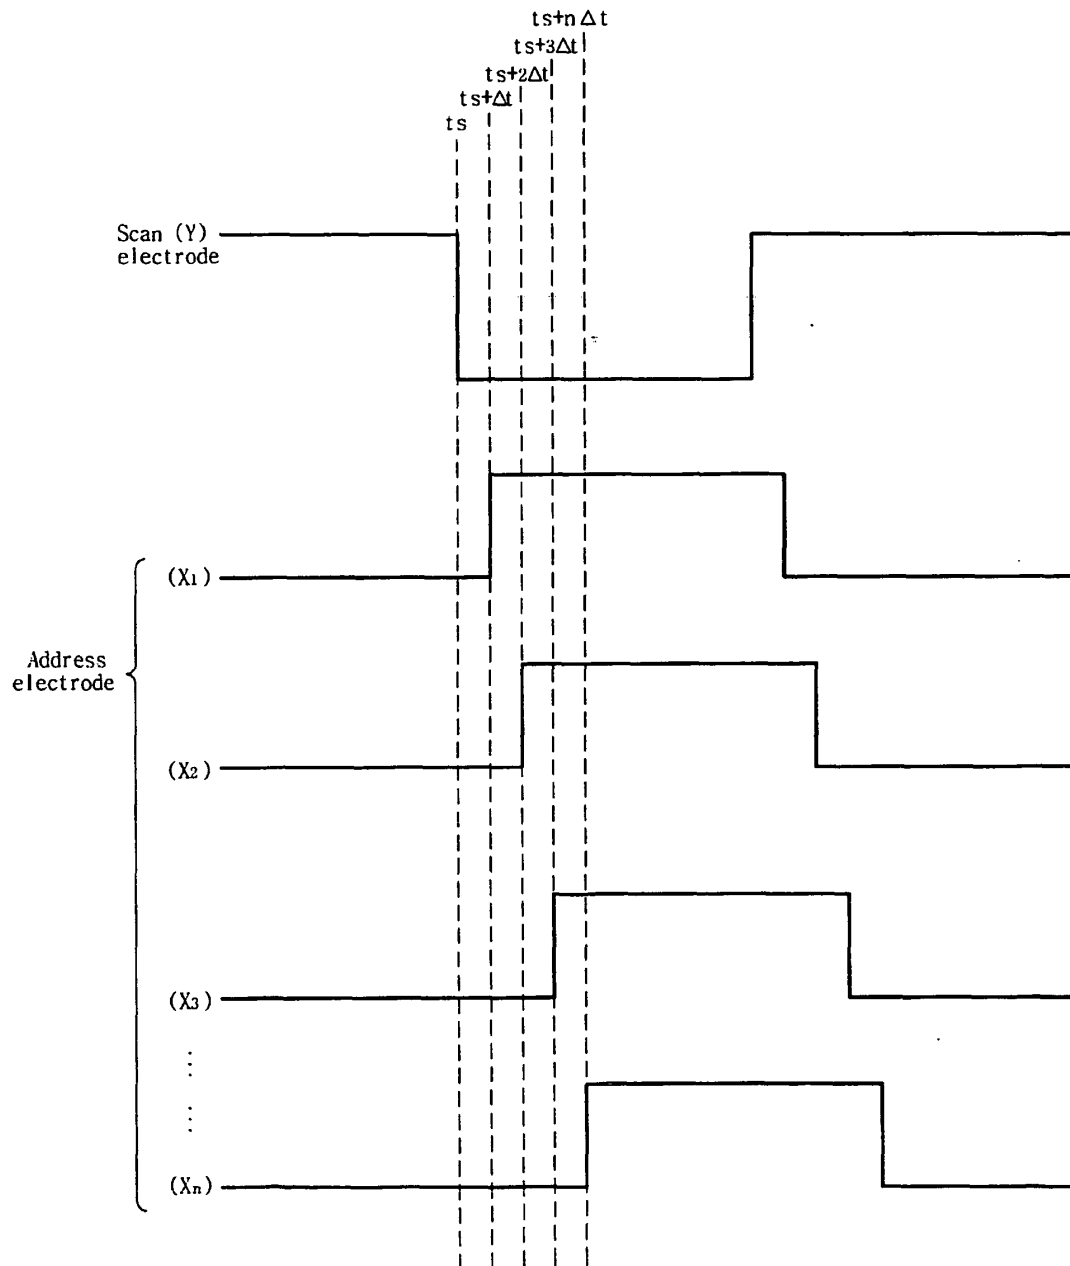 ts+nΔt
ts+3Δt
ts+2Δt
ts+Δt
ts
Scan (Y)
electrode
(X1)
Address
electrode
(X2)
(X3)
(Xn)